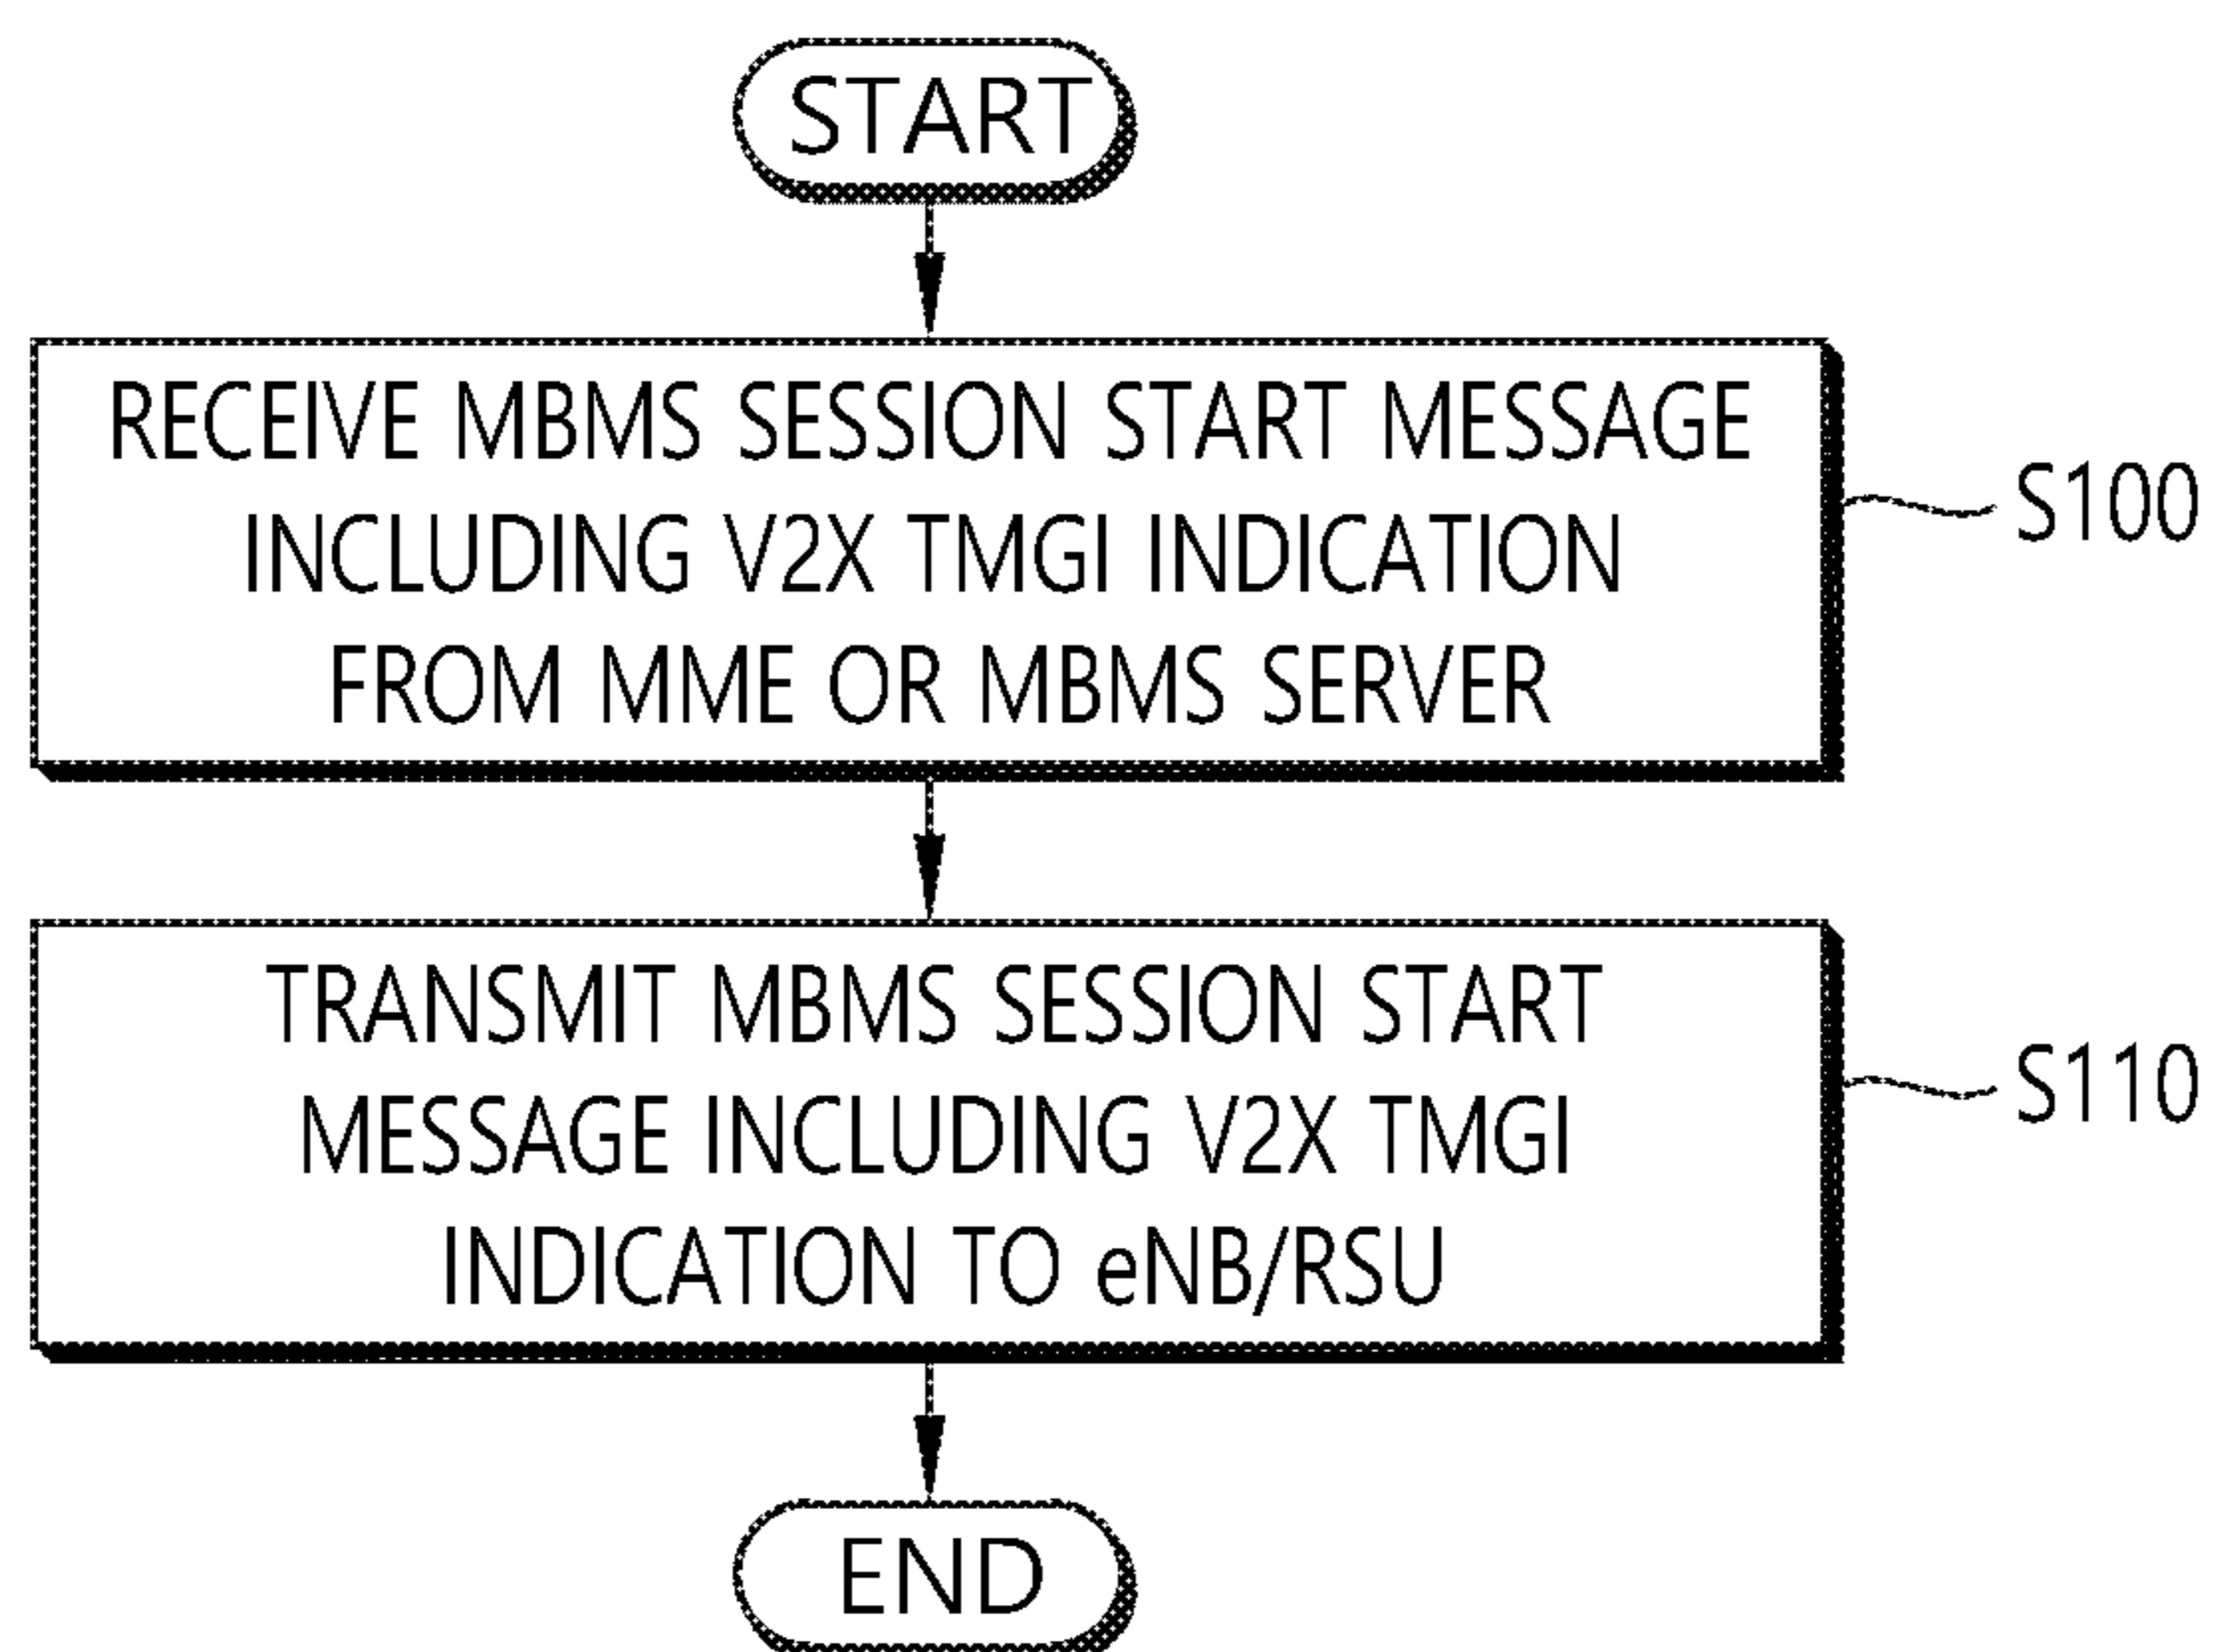 START
RECEIVE MBMS SESSION START MESSAGE
INCLUDING V2X TMGI INDICATION
FROM MME OR MBMS SERVER
S100
TRANSMIT MBMS SESSION START
MESSAGE INCLUDING V2X TMGI
INDICATION TO eNB/RSU
S110
END